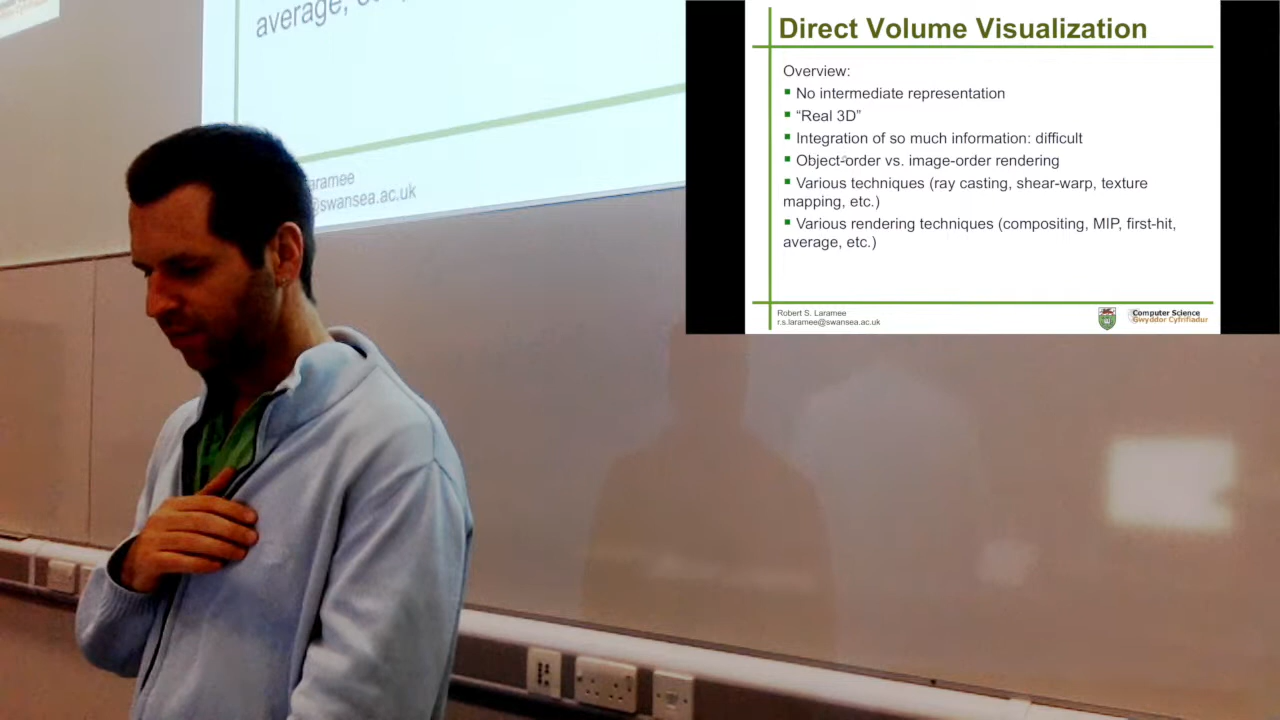 average,
aramee
@swansea.ac.uk
Direct Volume Visualization
Overview:
▪ No intermediate representation
▪ “Real 3D”
▪ Integration of so much information: difficult
▪ Object-order vs. image-order rendering
▪ Various techniques (ray casting, shear-warp, texture
mapping, etc.)
▪ Various rendering techniques (compositing, MIP, first-hit,
average, etc.)
Robert S. Laramee
r.s.laramee@swansea.ac.uk
Computer Science
Gwyddor Cyfrifiadur